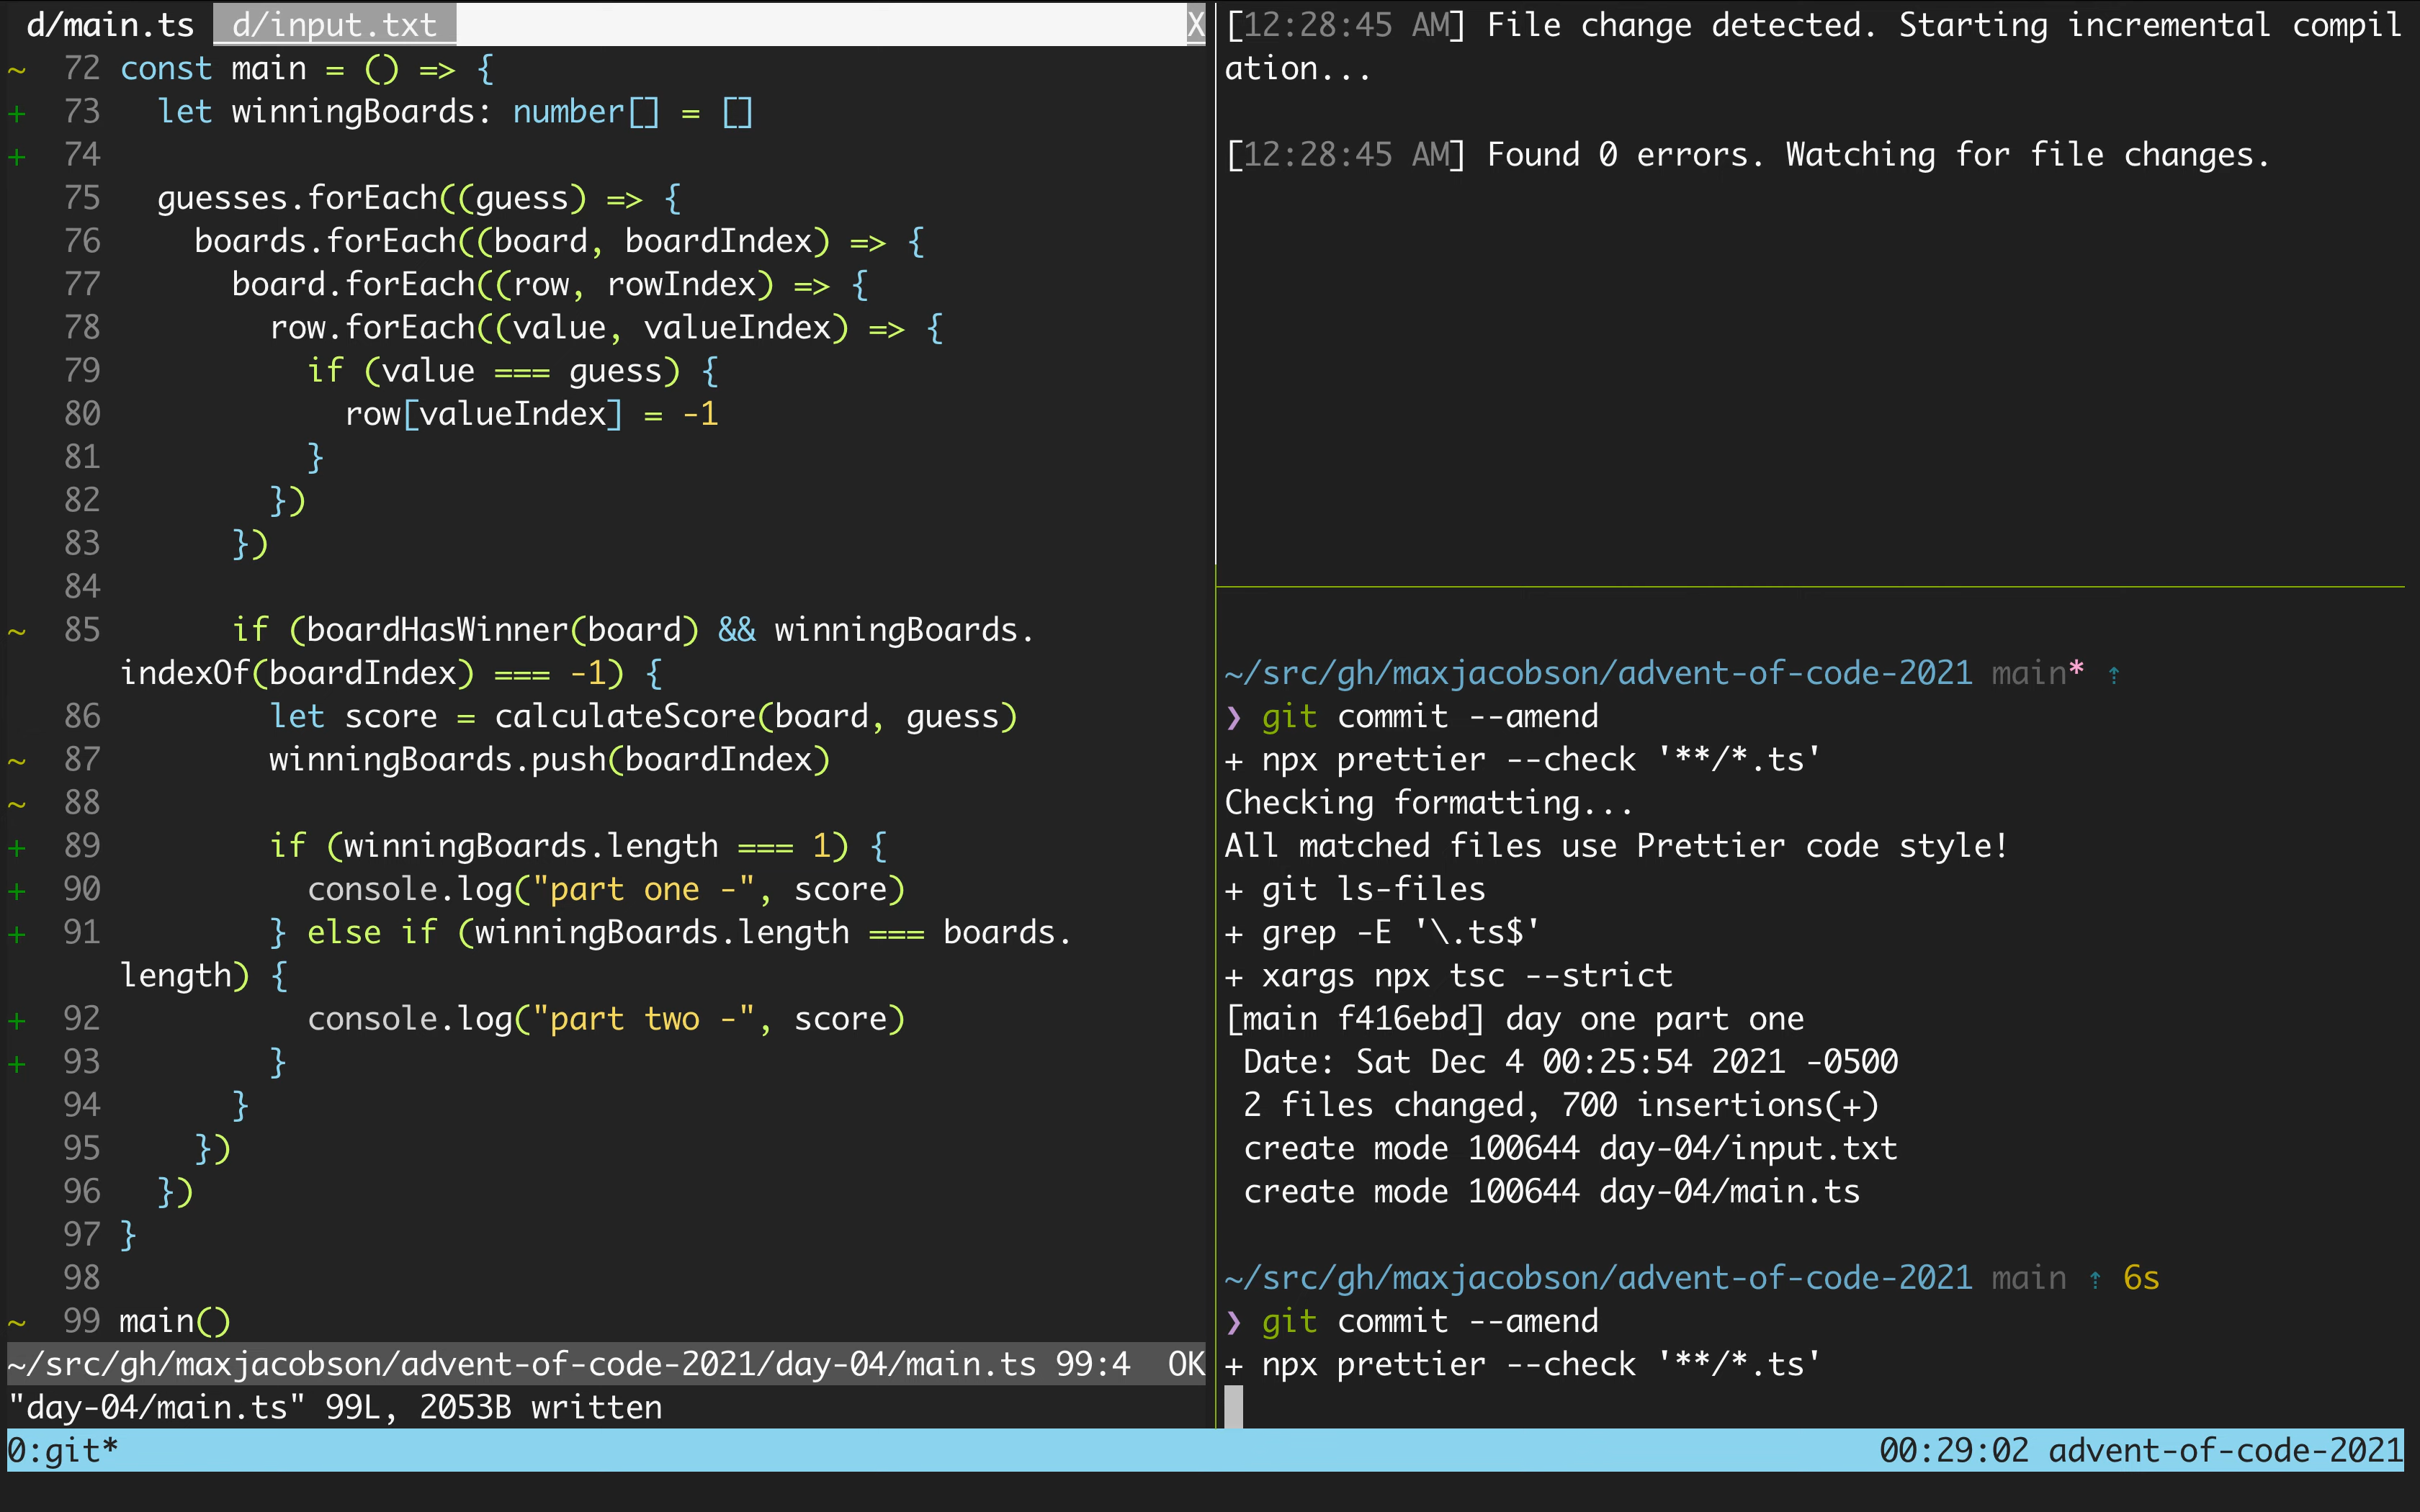 d/main.ts  d/input.txt X
~ 72 const main = () => {
+ 73   let winningBoards: number[] = []
+ 74
  75   guesses.forEach((guess) => {
  76     boards.forEach((board, boardIndex) => {
  77       board.forEach((row, rowIndex) => {
  78         row.forEach((value, valueIndex) => {
  79           if (value === guess) {
  80             row[valueIndex] = -1
  81           }
  82         })
  83       })
  84
~ 85       if (boardHasWinner(board) && winningBoards.
indexOf(boardIndex) === -1) {
  86         let score = calculateScore(board, guess)
~ 87         winningBoards.push(boardIndex)
~ 88
+ 89         if (winningBoards.length === 1) {
+ 90           console.log("part one -", score)
+ 91         } else if (winningBoards.length === boards.
length) {
+ 92           console.log("part two -", score)
+ 93         }
  94       }
  95     })
  96   })
  97 }
  98
~ 99 main()
~/src/gh/maxjacobson/advent-of-code-2021/day-04/main.ts 99:4  OK
"day-04/main.ts" 99L, 2053B written
[12:28:45 AM] File change detected. Starting incremental compil
ation...
[12:28:45 AM] Found 0 errors. Watching for file changes.
~/src/gh/maxjacobson/advent-of-code-2021 main* ⇡
❯ git commit --amend
+ npx prettier --check '**/*.ts'
Checking formatting...
All matched files use Prettier code style!
+ git ls-files
+ grep -E '\.ts$'
+ xargs npx tsc --strict
[main f416ebd] day one part one
 Date: Sat Dec 4 00:25:54 2021 -0500
 2 files changed, 700 insertions(+)
 create mode 100644 day-04/input.txt
 create mode 100644 day-04/main.ts
~/src/gh/maxjacobson/advent-of-code-2021 main ⇡ 6s
❯ git commit --amend
+ npx prettier --check '**/*.ts'
0:git*
00:29:02 advent-of-code-2021